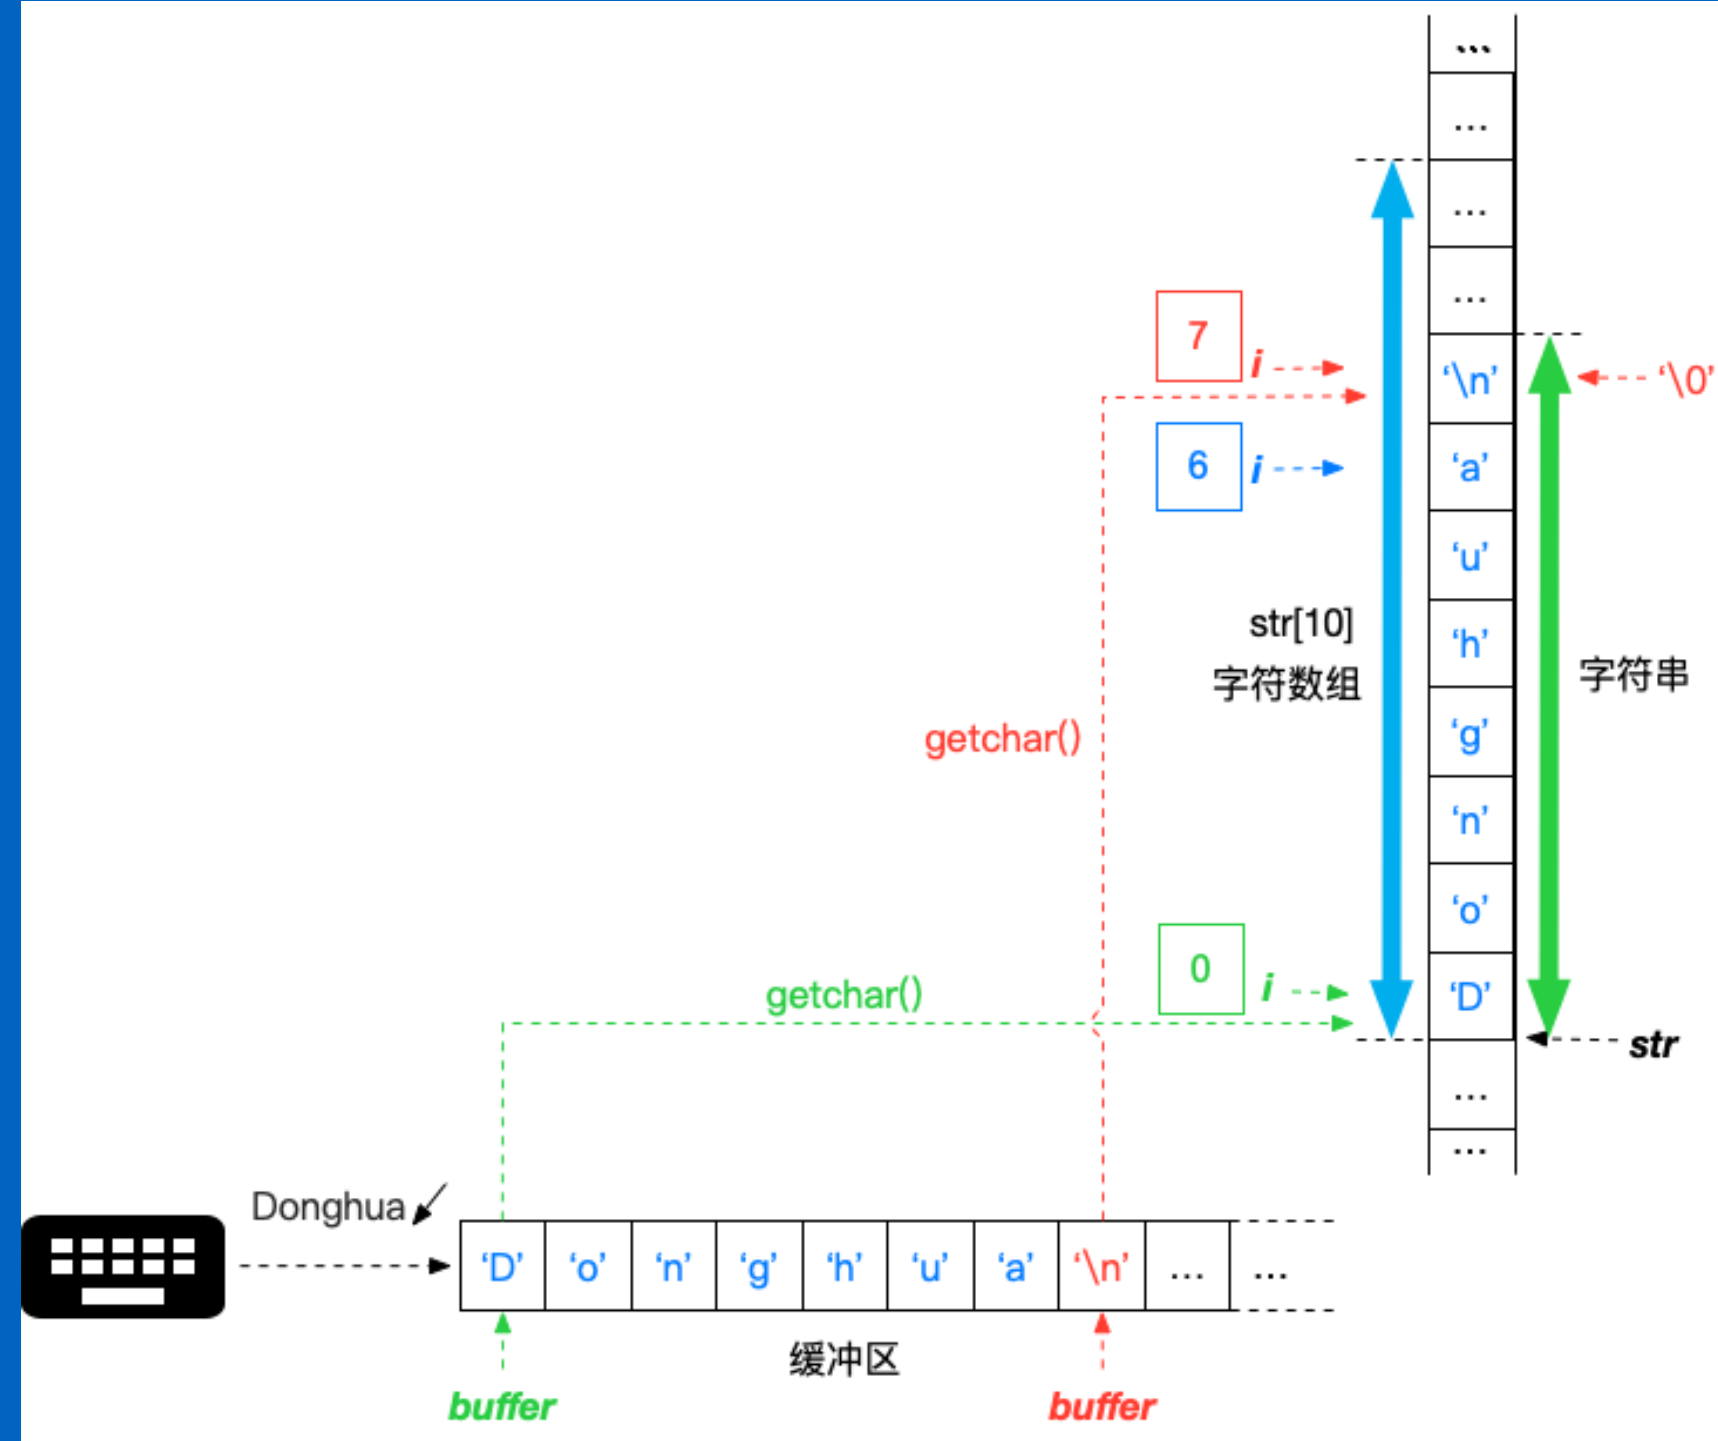 ...
...
...
...
7
i
‘\n’
‘\0’
6
i
‘a’
‘u’
str[10]
字符数组
‘h’
字符串
getchar()
‘g’
‘n’
‘o’
getchar()
0
i
‘D’
str
...
...
Donghua
‘D’ ‘o’ ‘n’ ‘g’ ‘h’ ‘u’ ‘a’ ‘\n’ ... ...
缓冲区
buffer
buffer